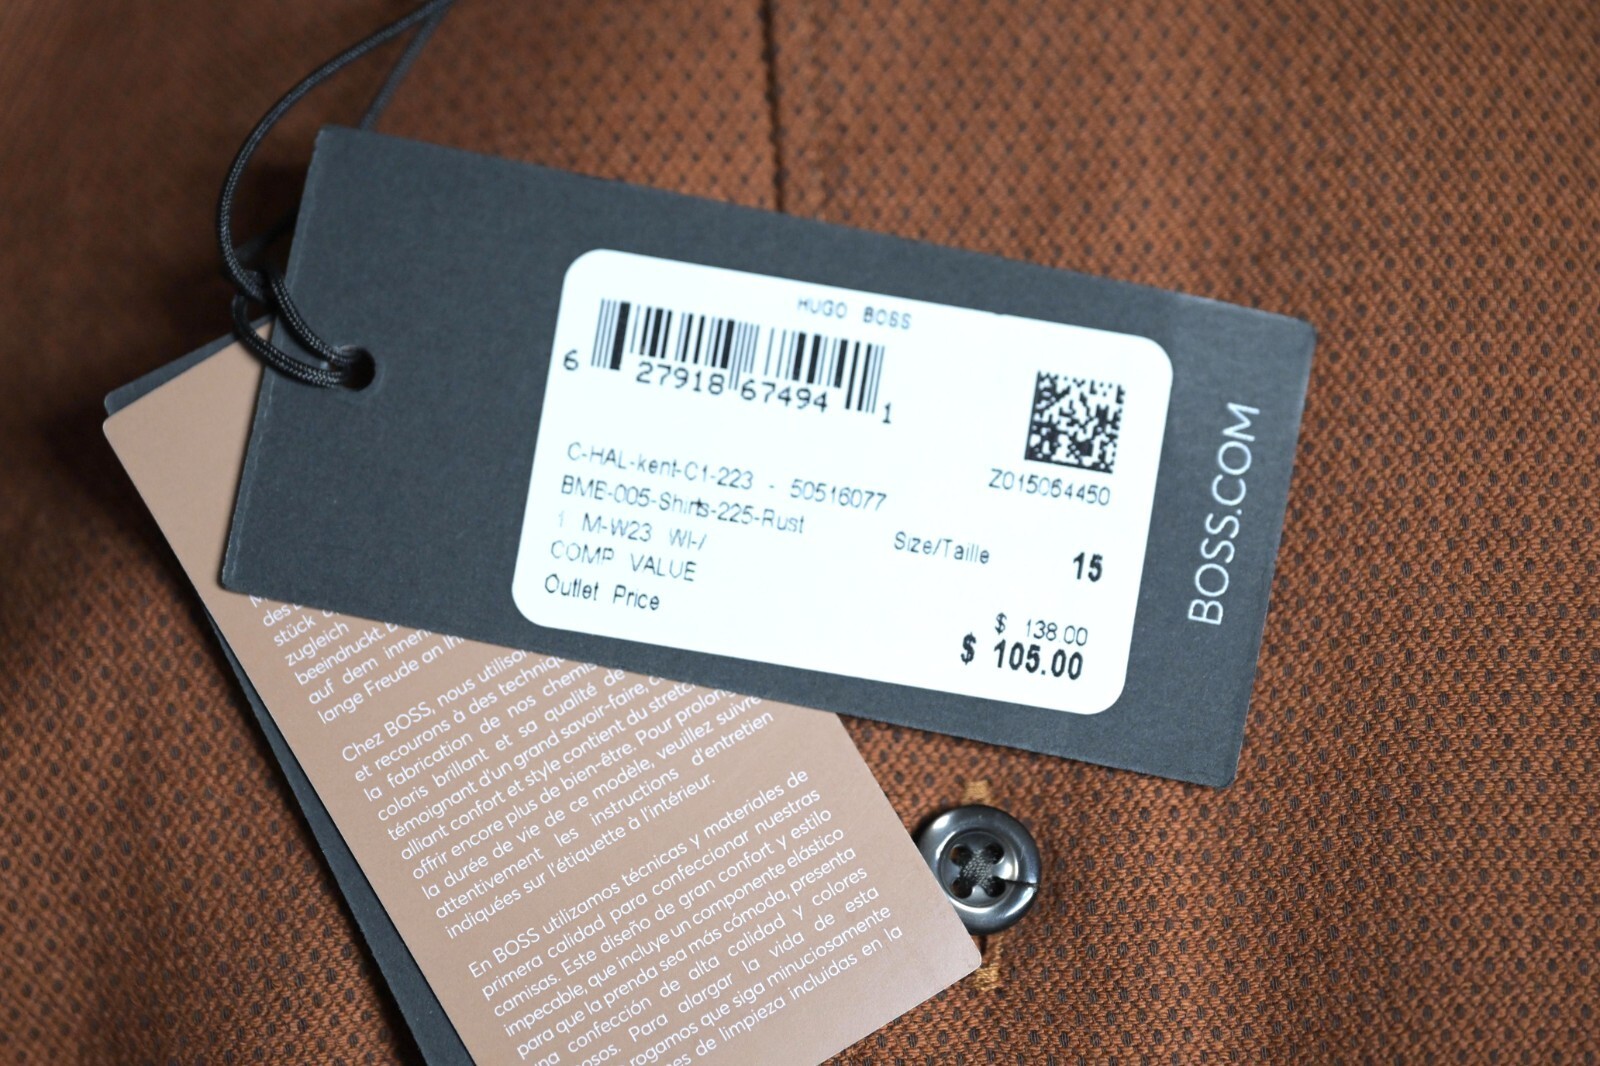 HUGO BOSS
6 27918 67494 1
C-HAL-kent-C1-223 - 50516077
BME-005-Shirts-225-Rust
1 M-W23 WI-/
COMP VALUE
Outlet Price
Z015064450
Size/Taille 15
$ 138.00
$ 105.00
BOSS.COM
des
stück
zugleich
beeindruckt.
auf dem
lange Freude an
Chez BOSS, nous
et recourons à des
la fabrication de nos
coloris brillant et sa qualité de
témoignant d'un grand savoir-faire,
alliant confort et style contient du
offrir encore plus de bien-être. Pour
la durée de vie de ce modèle, veuillez suivre
attentivement les instructions d'entretien
indiquées sur l'étiquette à l'intérieur.
En BOSS utilizamos técnicas y materiales de
primera calidad para confeccionar nuestras
camisas. Este diseño de gran confort y estilo
impecable, que incluye un componente elástico
para que la prenda sea más cómoda, presenta
una confección de alta calidad y colores
Para alargar la vida de esta
rogamos que siga minuciosamente
de limpieza incluidas en la